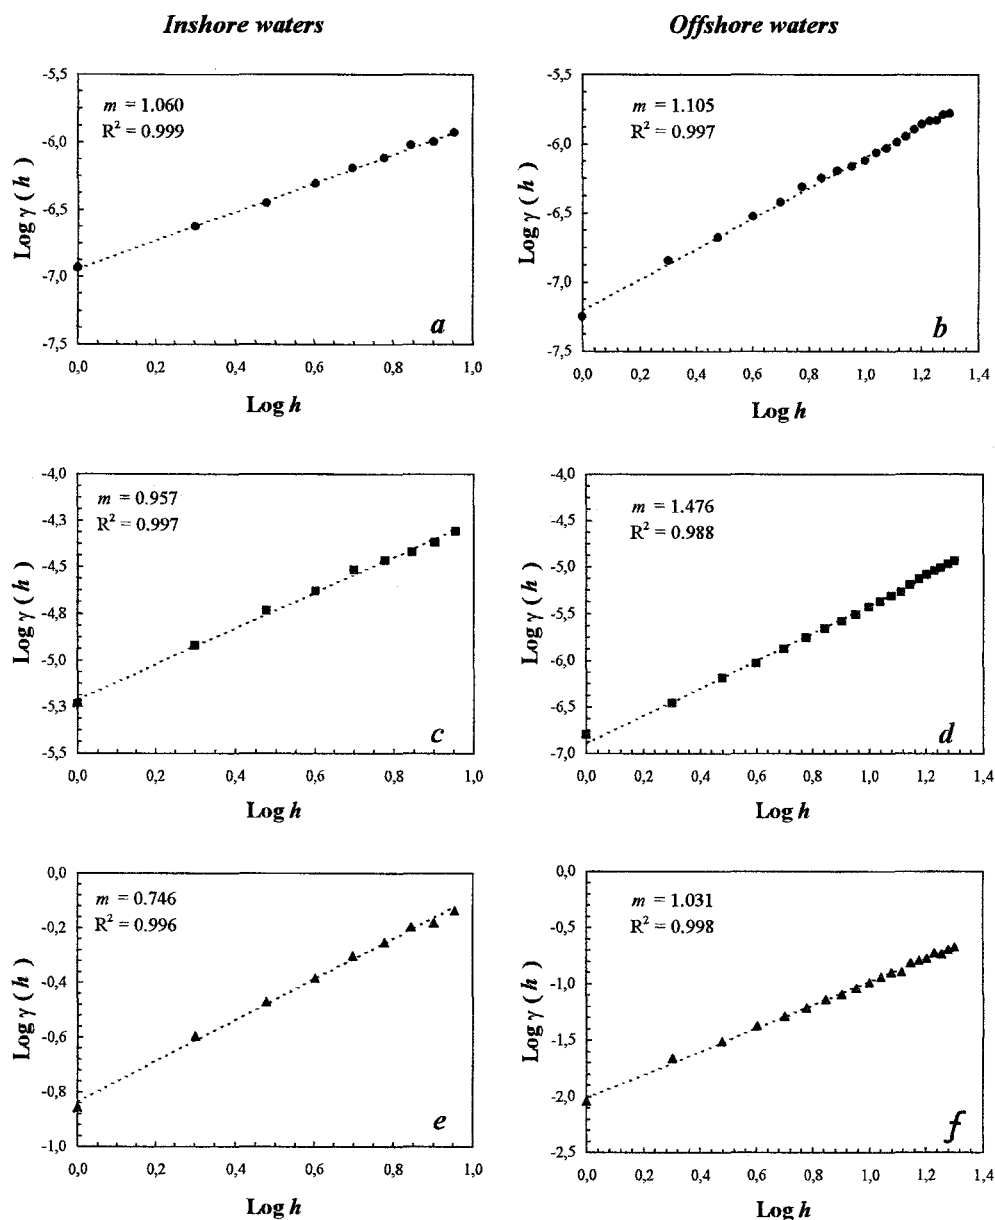 Inshore waters
Offshore waters
-5,5
-6,0
-6,5
-7,0
-7,5
Log γ ( h )
m = 1.060
R² = 0.999
a
0,0 0,2 0,4 0,6 0,8 1,0
Log h
-5,5
-6,0
-6,5
-7,0
-7,5
Log γ ( h )
m = 1.105
R² = 0.997
b
0,0 0,2 0,4 0,6 0,8 1,0 1,2 1,4
Log h
-4,0
-4,3
-4,5
-4,8
-5,0
-5,3
-5,5
Log γ ( h )
m = 0.957
R² = 0.997
c
0,0 0,2 0,4 0,6 0,8 1,0
Log h
-4,0
-4,5
-5,0
-5,5
-6,0
-6,5
-7,0
Log γ ( h )
m = 1.476
R² = 0.988
d
0,0 0,2 0,4 0,6 0,8 1,0 1,2 1,4
Log h
0,0
-0,2
-0,4
-0,6
-0,8
-1,0
Log γ ( h )
m = 0.746
R² = 0.996
e
0,0 0,2 0,4 0,6 0,8 1,0
Log h
0,0
-0,5
-1,0
-1,5
-2,0
-2,5
Log γ ( h )
m = 1.031
R² = 0.998
f
0,0 0,2 0,4 0,6 0,8 1,0 1,2 1,4
Log h